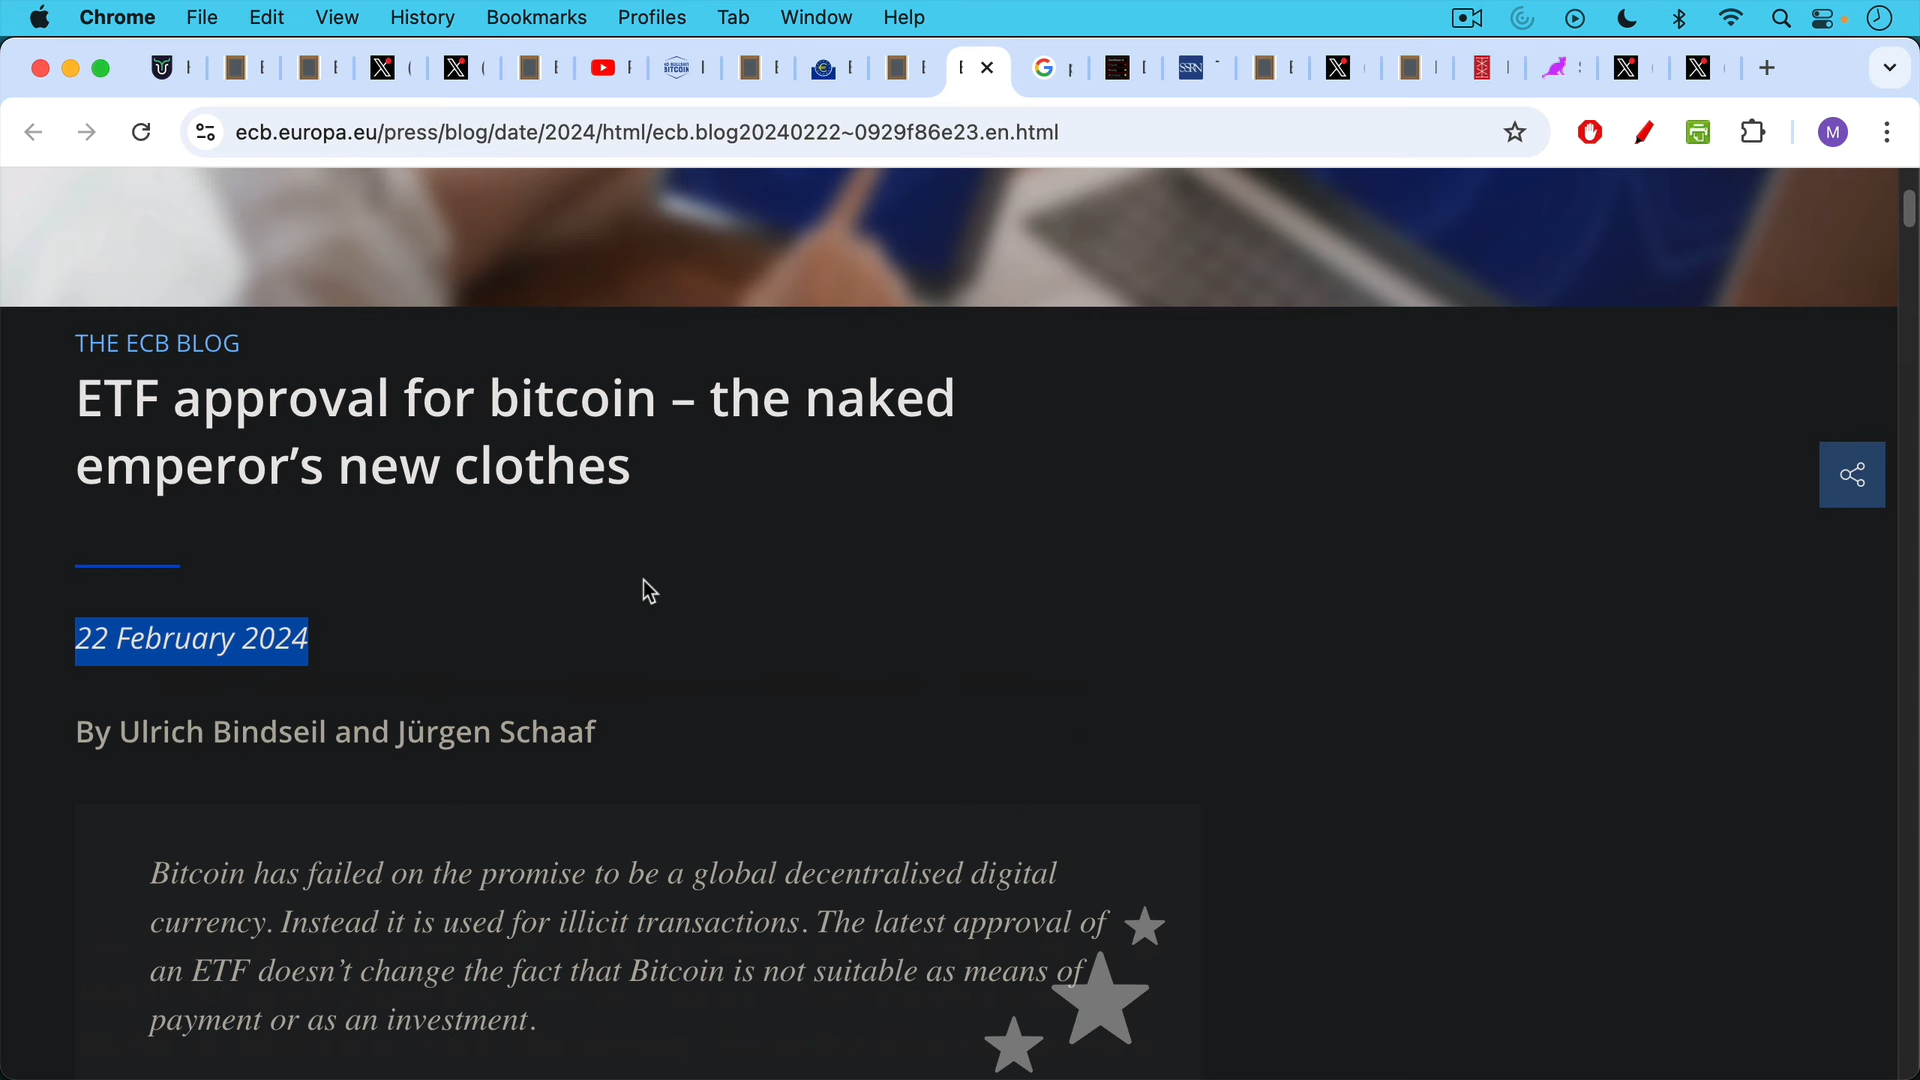 Chrome File Edit View History Bookmarks Profiles Tab Window Help
ecb.europa.eu/press/blog/date/2024/html/ecb.blog20240222~0929f86e23.en.html
M
THE ECB BLOG
ETF approval for bitcoin – the naked
emperor’s new clothes
22 February 2024
By Ulrich Bindseil and Jürgen Schaaf
Bitcoin has failed on the promise to be a global decentralised digital
currency. Instead it is used for illicit transactions. The latest approval of
an ETF doesn’t change the fact that Bitcoin is not suitable as means of
payment or as an investment.